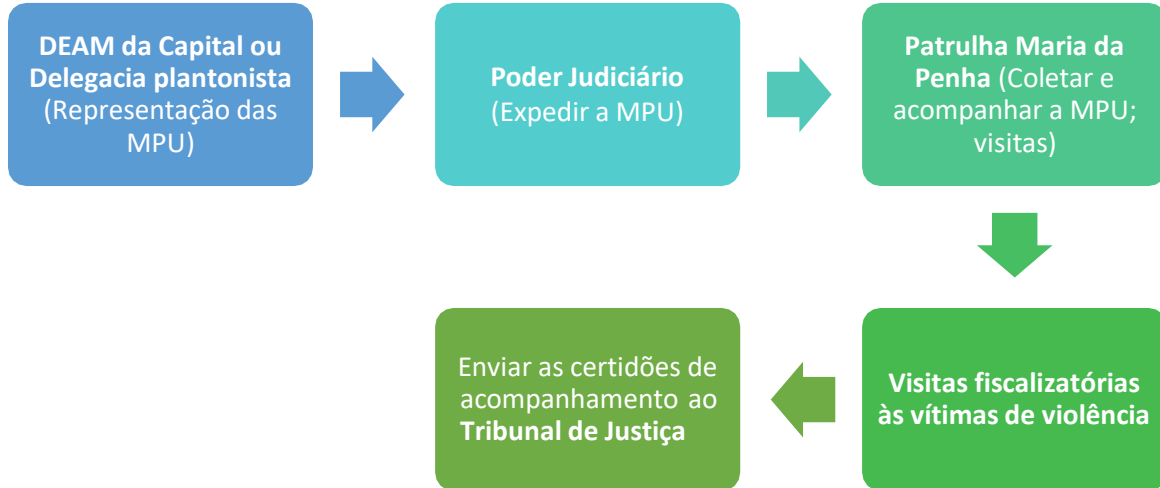 DEAM da Capital ou
Delegacia plantonista
(Representação das
MPU)
Poder Judiciário
(Expedir a MPU)
Patrulha Maria da
Penha (Coletar e
acompanhar a MPU;
visitas)
Visitas fiscalizatórias
às vítimas de violência
Enviar as certidões de
acompanhamento ao
Tribunal de Justiça